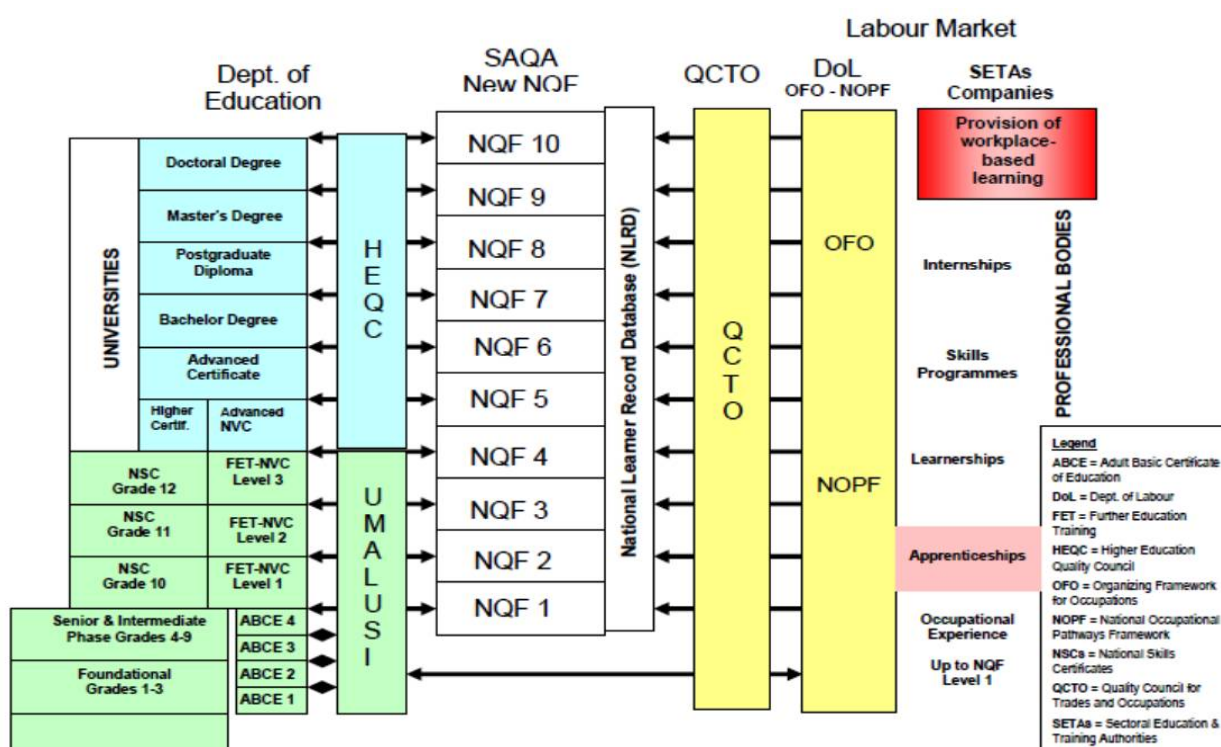 Labour Market
Dept. of
Education
SAQA
New NQF
QCTO
DoL
OFO - NOPF
SETAs
Companies
UNIVERSITIES
Doctoral Degree
Master's Degree
Postgraduate
Diploma
Bachelor Degree
Advanced
Certificate
Higher
Certif.
Advanced
NVC
NSC
Grade 12
FET-NVC
Level 3
NSC
Grade 11
FET-NVC
Level 2
NSC
Grade 10
FET-NVC
Level 1
Senior & Intermediate
Phase Grades 4-9
Foundational
Grades 1-3
ABCE 4
ABCE 3
ABCE 2
ABCE 1
HEQC
UMALUSI
NQF 10
NQF 9
NQF 8
NQF 7
NQF 6
NQF 5
NQF 4
NQF 3
NQF 2
NQF 1
National Learner Record Database (NLRD)
QCTO
OFO
NOPF
Provision of
workplace-
based
learning
Internships
Skills
Programmes
Learnerships
Apprenticeships
Occupational
Experience
Up to NQF
Level 1
PROFESSIONAL BODIES
Legend
ABCE = Adult Basic Certificate
of Education
DoL = Dept. of Labour
FET = Further Education
Training
HEQC = Higher Education
Quality Council
OFO = Organizing Framework
for Occupations
NOPF = National Occupational
Pathways Framework
NSCs = National Skills
Certificates
QCTO = Quality Council for
Trades and Occupations
SETAs = Sectoral Education &
Training Authorities